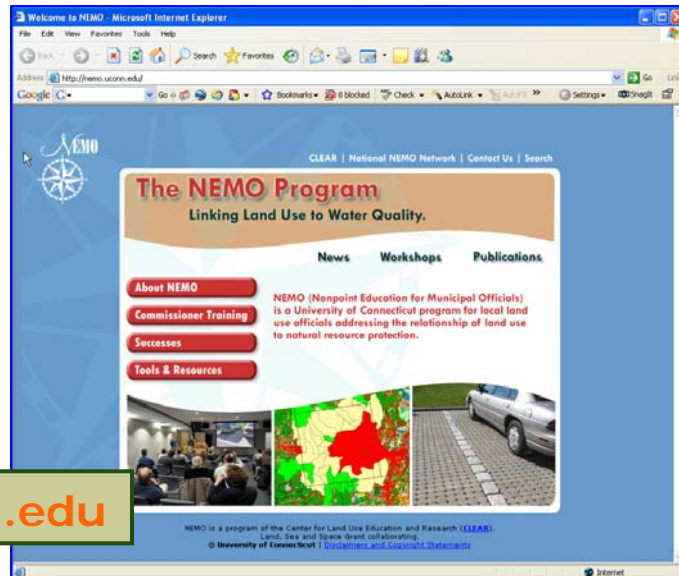 Welcome to NEMO - Microsoft Internet Explorer
File Edit View Favorites Tools Help
Back Search Favorites
Address http://nemo.uconn.edu/ Go
Google Go Bookmarks 8 blocked Check AutoLink AutoFill Settings SnagIt
NEMO
CLEAR | National NEMO Network | Contact Us | Search
The NEMO Program
Linking Land Use to Water Quality.
News Workshops Publications
About NEMO
Commissioner Training
Successes
Tools & Resources
NEMO (Nonpoint Education for Municipal Officials)
is a University of Connecticut program for local land
use officials addressing the relationship of land use
to natural resource protection.
.edu
NEMO is a program of the Center for Land Use Education and Research (CLEAR).
Land, Sea and Space Grant collaborating.
© University of Connecticut | Disclaimers and Copyright Statements
Internet